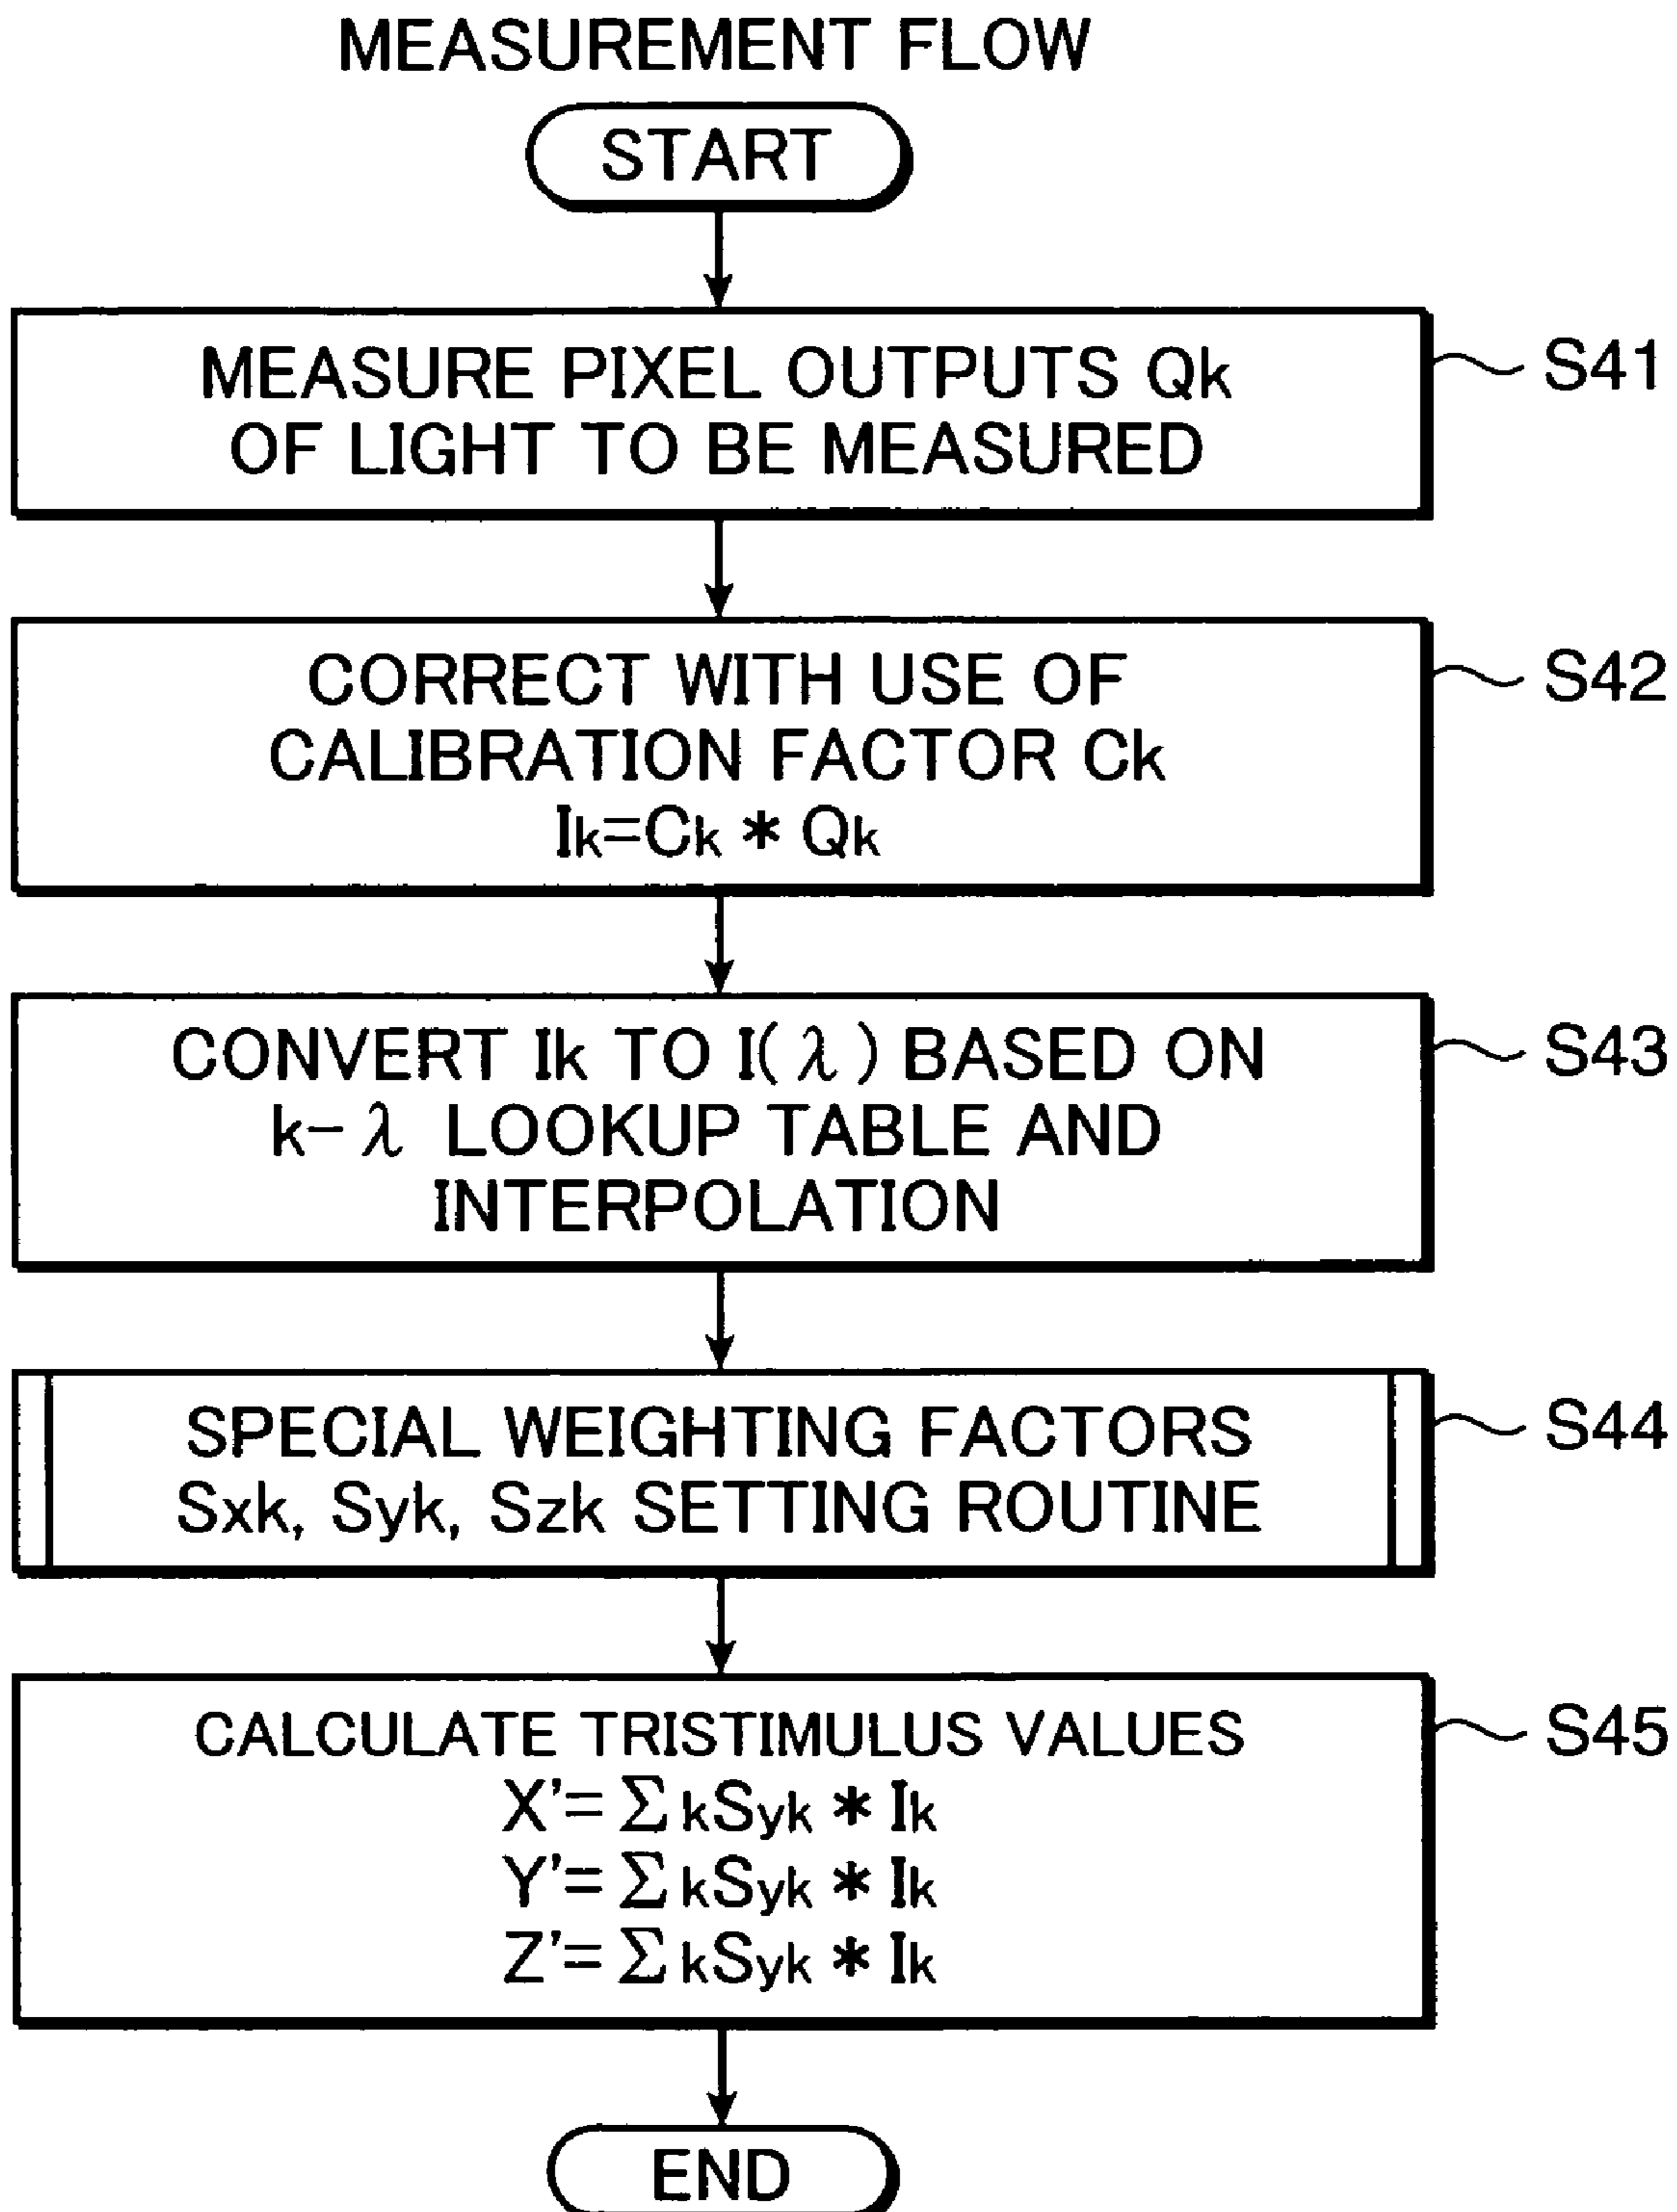 MEASUREMENT FLOW
START
MEASURE PIXEL OUTPUTS Qk
OF LIGHT TO BE MEASURED
S41
CORRECT WITH USE OF
CALIBRATION FACTOR Ck
Ik=Ck * Qk
S42
CONVERT Ik TO I(λ) BASED ON
k-λ LOOKUP TABLE AND
INTERPOLATION
S43
SPECIAL WEIGHTING FACTORS
Sxk, Syk, Szk SETTING ROUTINE
S44
CALCULATE TRISTIMULUS VALUES
X'=ΣkSyk * Ik
Y'=ΣkSyk * Ik
Z'=ΣkSyk * Ik
S45
END